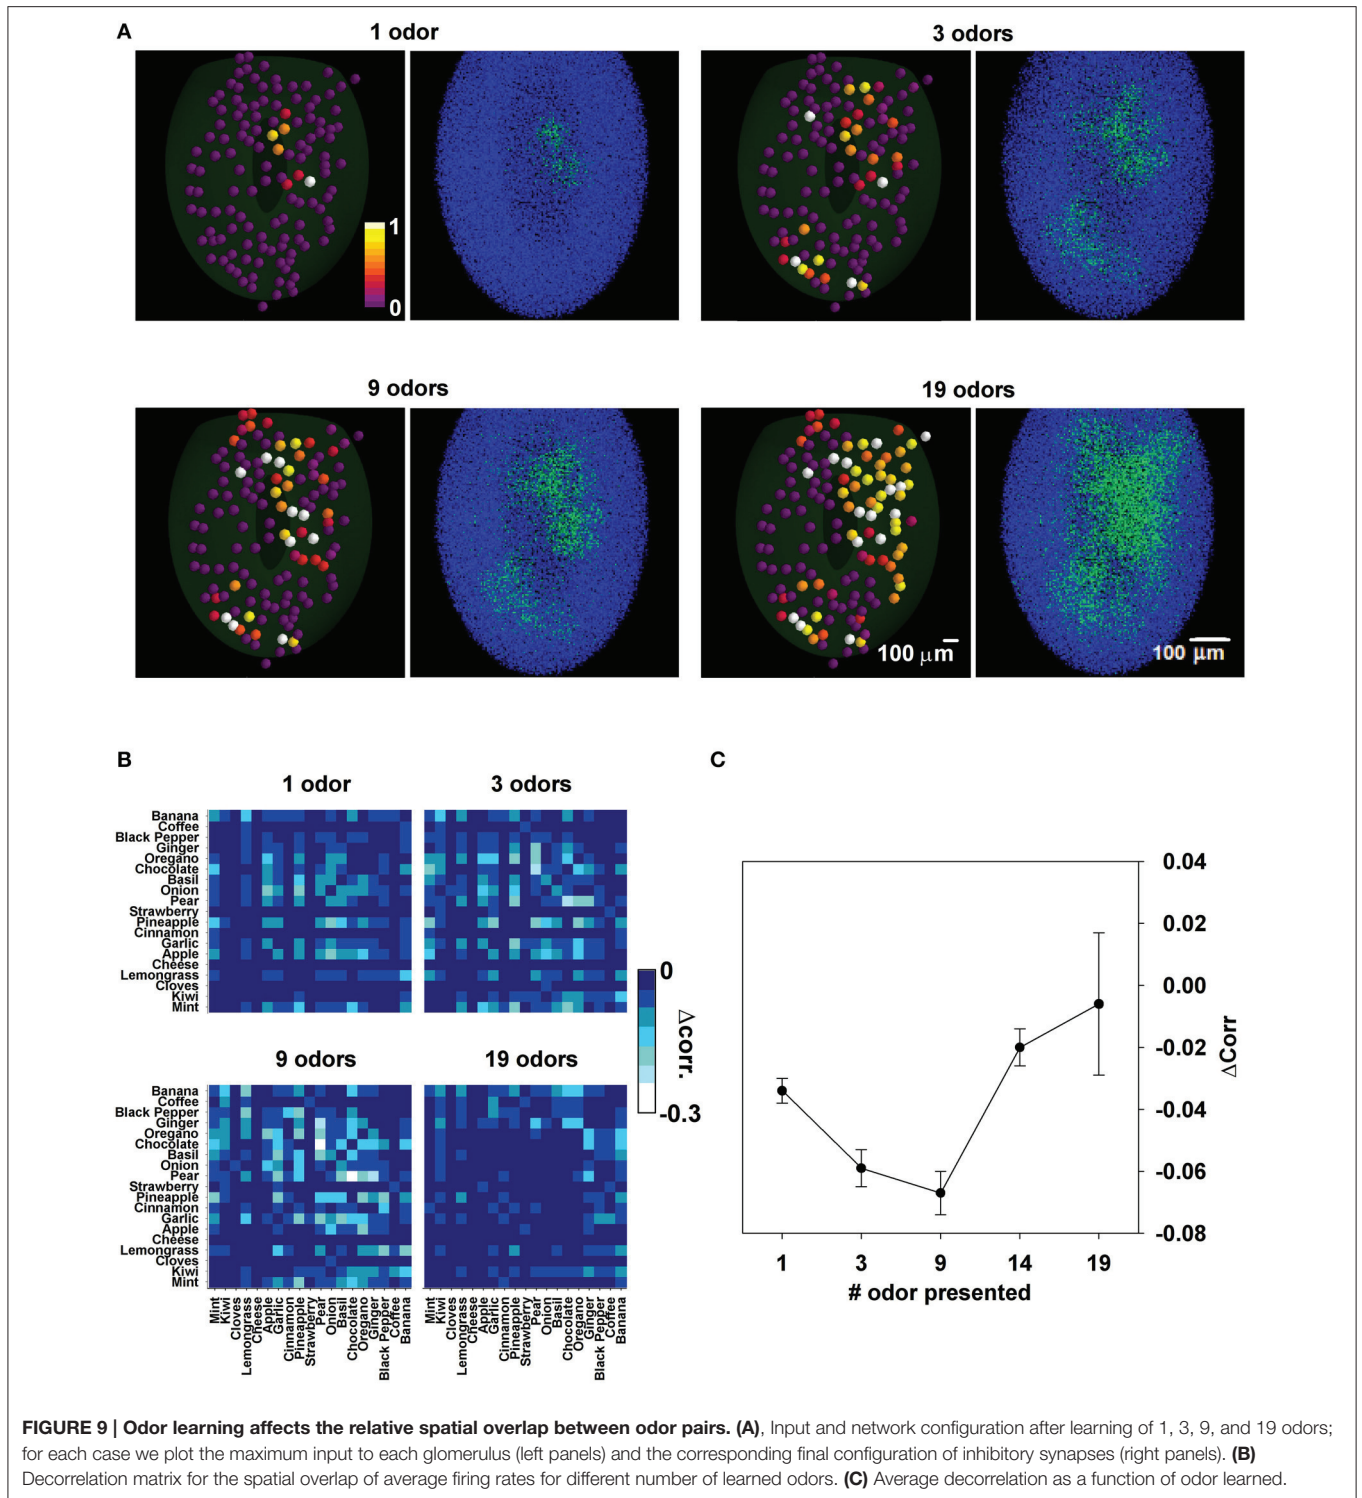 A
1 odor
3 odors
1
0
9 odors
19 odors
100 μm
100 μm
B
1 odor
3 odors
Banana
Coffee
Black Pepper
Ginger
Oregano
Chocolate
Basil
Onion
Pear
Strawberry
Pineapple
Cinnamon
Garlic
Apple
Cheese
Lemongrass
Cloves
Kiwi
Mint
0
Δcorr.
-0.3
9 odors
19 odors
Banana
Coffee
Black Pepper
Ginger
Oregano
Chocolate
Basil
Onion
Pear
Strawberry
Pineapple
Cinnamon
Garlic
Apple
Cheese
Lemongrass
Cloves
Kiwi
Mint
Mint
Kiwi
Cloves
Lemongrass
Cheese
Apple
Garlic
Cinnamon
Pineapple
Strawberry
Pear
Onion
Basil
Chocolate
Oregano
Ginger
Black Pepper
Coffee
Banana
Mint
Kiwi
Cloves
Lemongrass
Cheese
Apple
Garlic
Cinnamon
Pineapple
Strawberry
Pear
Onion
Basil
Chocolate
Oregano
Ginger
Black Pepper
Coffee
Banana
C
0.04
0.02
0.00
-0.02
-0.04
-0.06
-0.08
ΔCorr
1 3 9 14 19
# odor presented
FIGURE 9 | Odor learning affects the relative spatial overlap between odor pairs. (A), Input and network configuration after learning of 1, 3, 9, and 19 odors;
for each case we plot the maximum input to each glomerulus (left panels) and the corresponding final configuration of inhibitory synapses (right panels). (B)
Decorrelation matrix for the spatial overlap of average firing rates for different number of learned odors. (C) Average decorrelation as a function of odor learned.